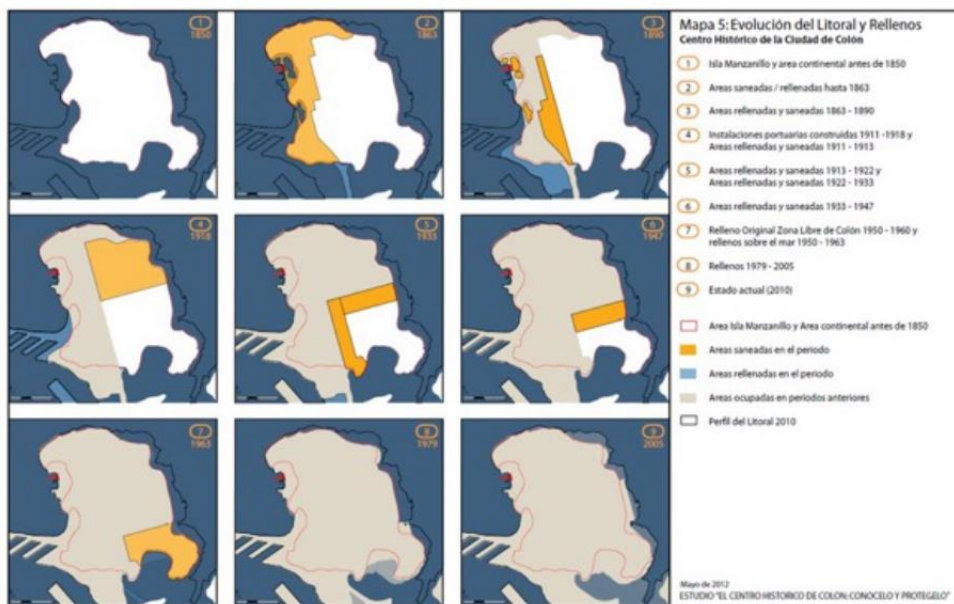 1
1850
2
1863
3
1890
4
1918
5
1933
6
1947
7
1963
8
1979
9
2005
Mapa 5: Evolución del Litoral y Rellenos
Centro Histórico de la Ciudad de Colón
1 Isla Manzanillo y area continental antes de 1850
2 Areas saneadas / rellenadas hasta 1863
3 Areas rellenadas y saneadas 1863 - 1890
4 Instalaciones portuarias construidas 1911 -1918 y
Areas rellenadas y saneadas 1911 - 1913
5 Areas rellenadas y saneadas 1913 - 1922 y
Areas rellenadas y saneadas 1922 - 1933
6 Areas rellenadas y saneadas 1933 - 1947
7 Relleno Original Zona Libre de Colón 1950 - 1960 y
rellenos sobre el mar 1950 - 1963
8 Rellenos 1979 - 2005
9 Estado actual (2010)
Area Isla Manzanillo y Area continental antes de 1850
Areas saneadas en el periodo
Areas rellenadas en el periodo
Areas ocupadas en periodos anteriores
Perfil del Litoral 2010
Mayo de 2012
ESTUDIO "EL CENTRO HISTORICO DE COLON: CONOCELO Y PROTEGELO"